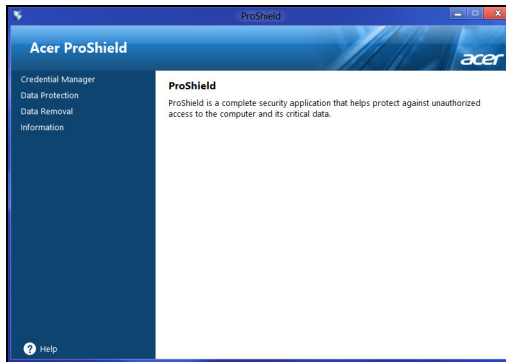 ProShield
Acer ProShield
acer
Credential Manager
Data Protection
Data Removal
Information
ProShield
ProShield is a complete security application that helps protect against unauthorized
access to the computer and its critical data.
? Help